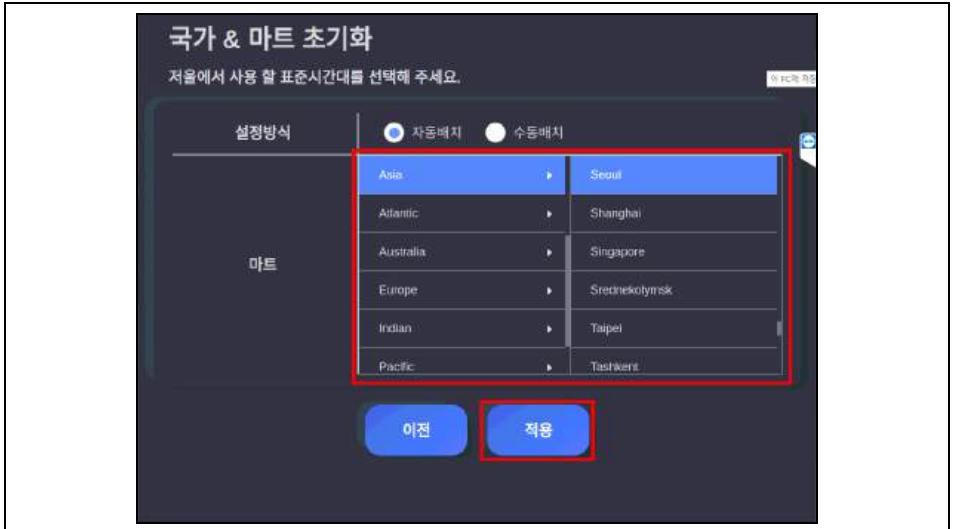 국가 & 마트 초기화
저울에서 사용 할 표준시간대를 선택해 주세요.
설정방식 자동배치 수동배치
마트
Asia Seoul
Atlantic Shanghai
Australia Singapore
Europe Srednekolymsk
Indian Taipei
Pacific Tashkent
이전 적용